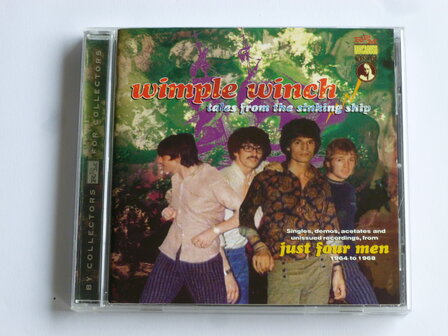 wimple winch
tales from the sinking ship
Singles, demos, acetates and
unissued recordings, from
just four men
1964 to 1968
BY COLLECTORS FOR COLLECTORS